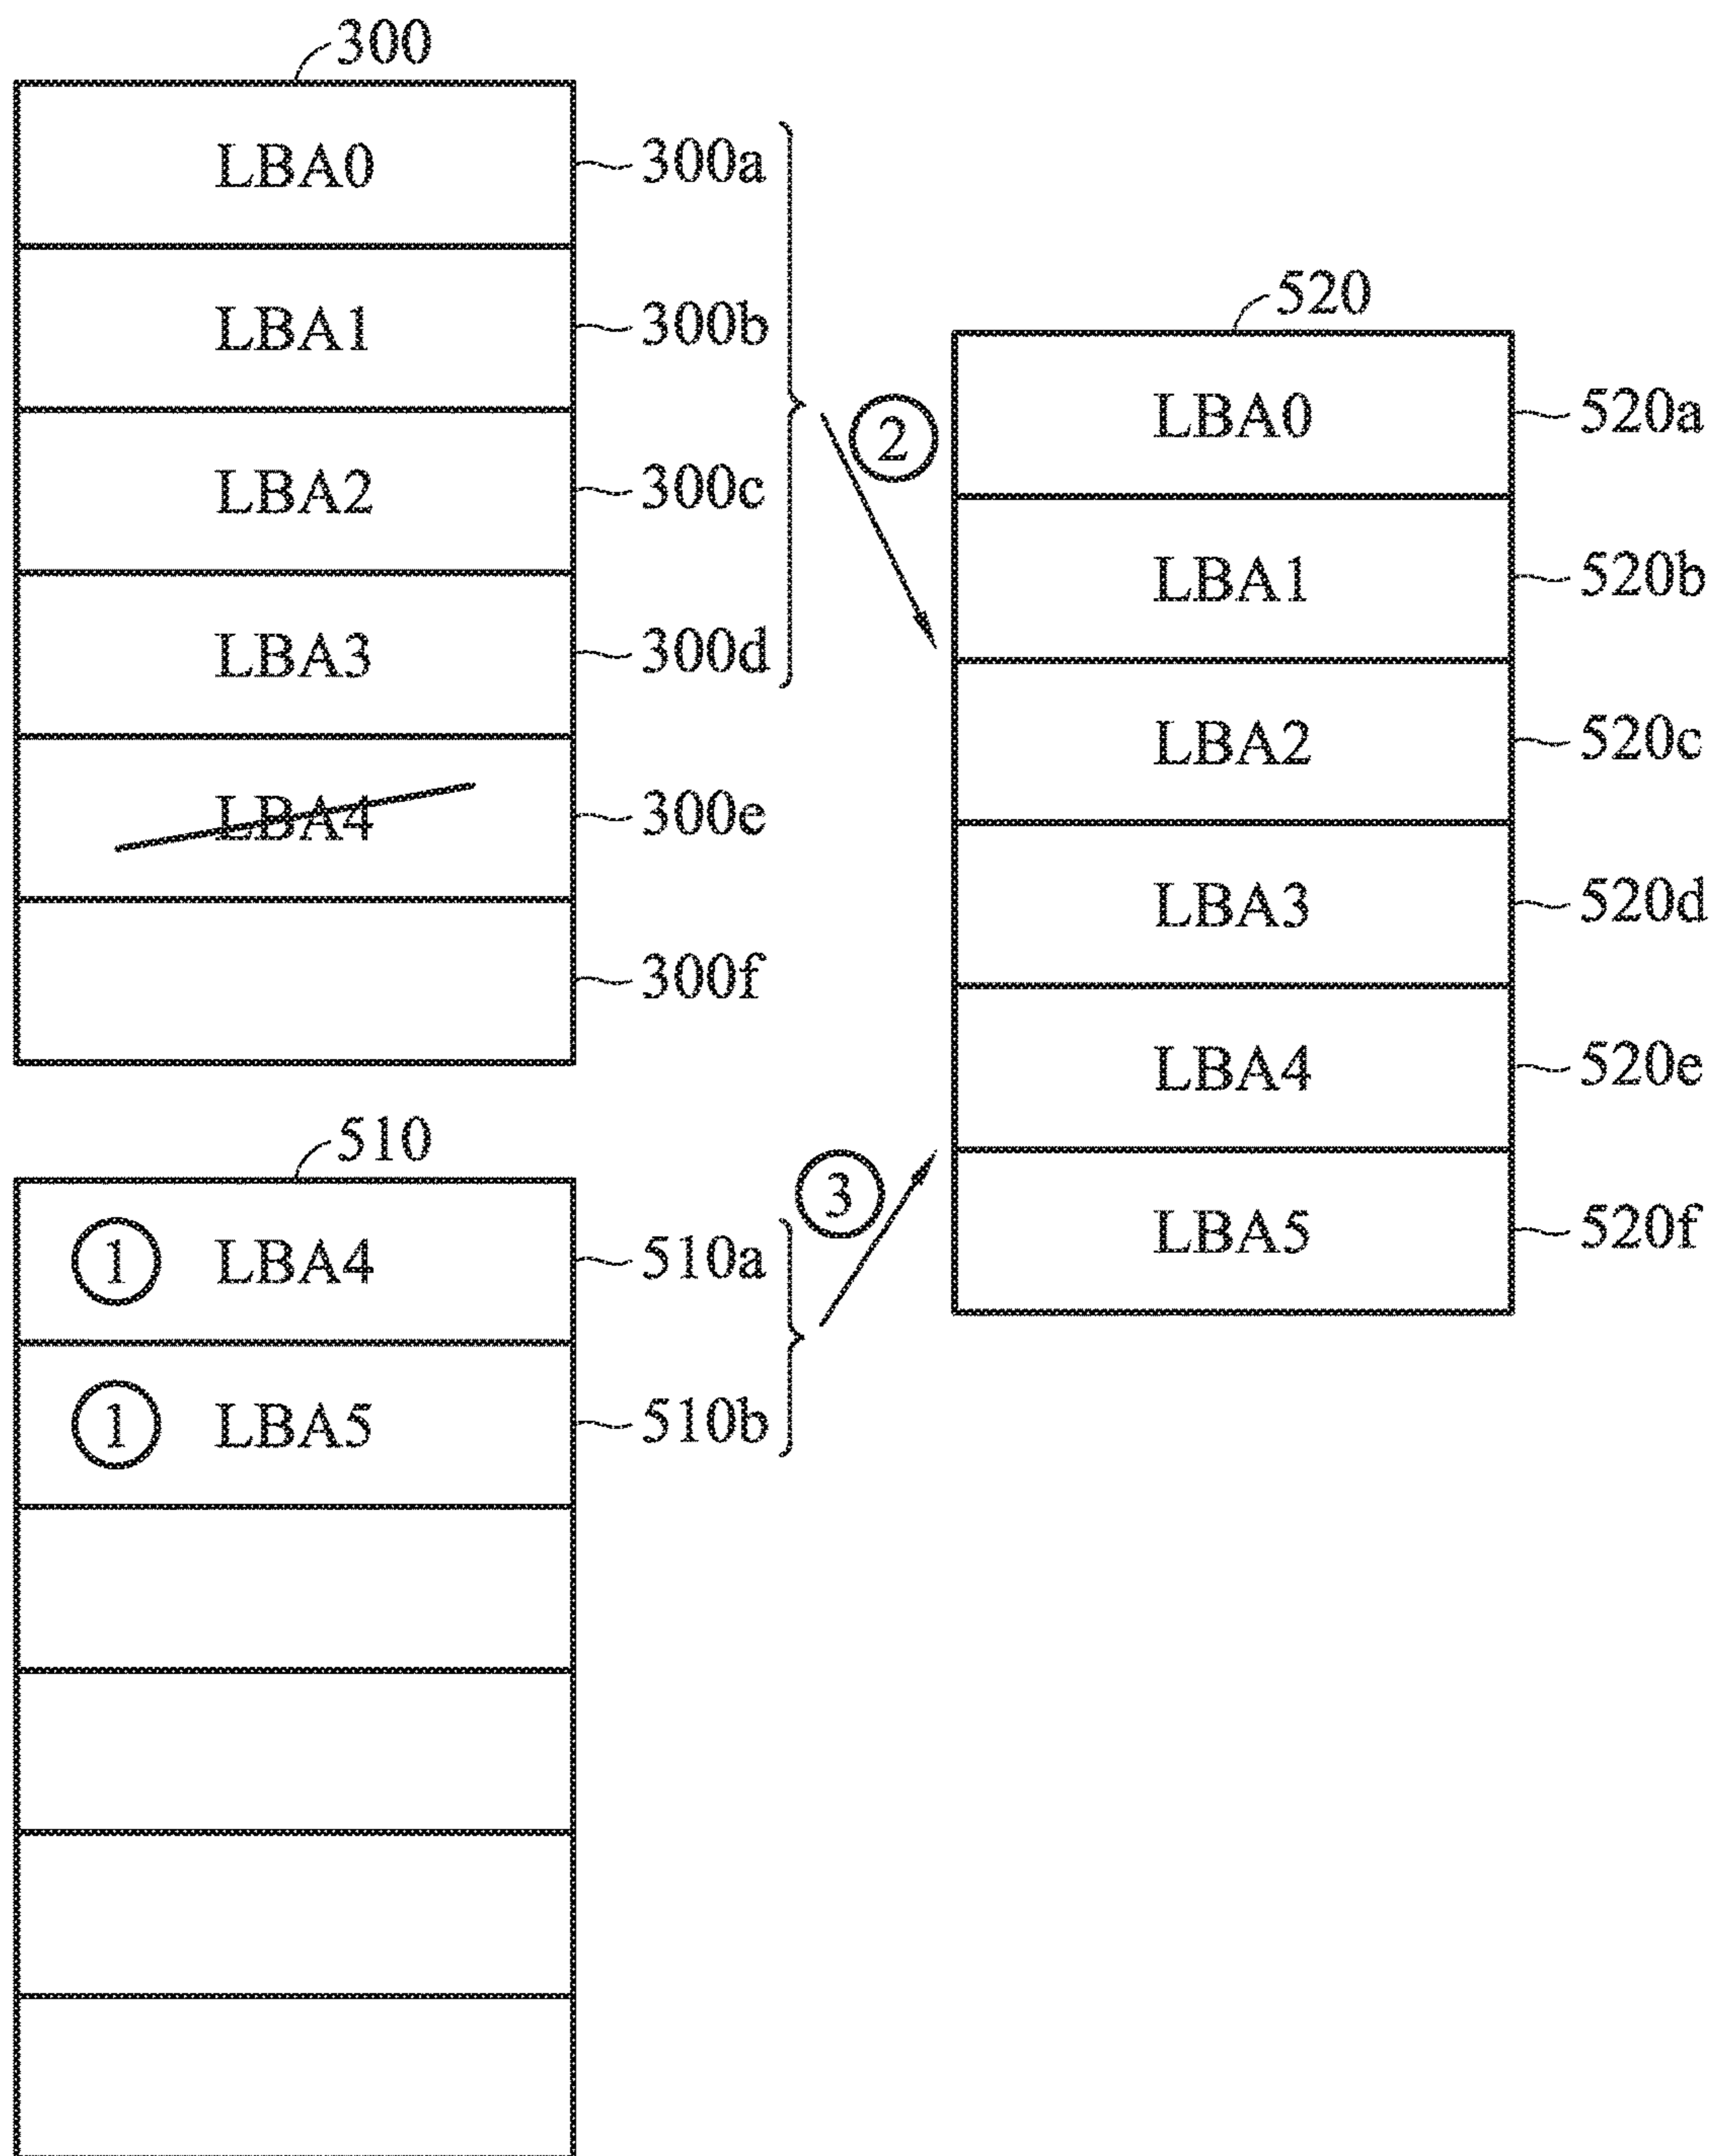 300
LBA0 300a
LBA1 300b
LBA2 300c
LBA3 300d
LBA4 300e
300f
2
520
LBA0 520a
LBA1 520b
LBA2 520c
LBA3 520d
LBA4 520e
LBA5 520f
510
1 LBA4 510a
1 LBA5 510b
3